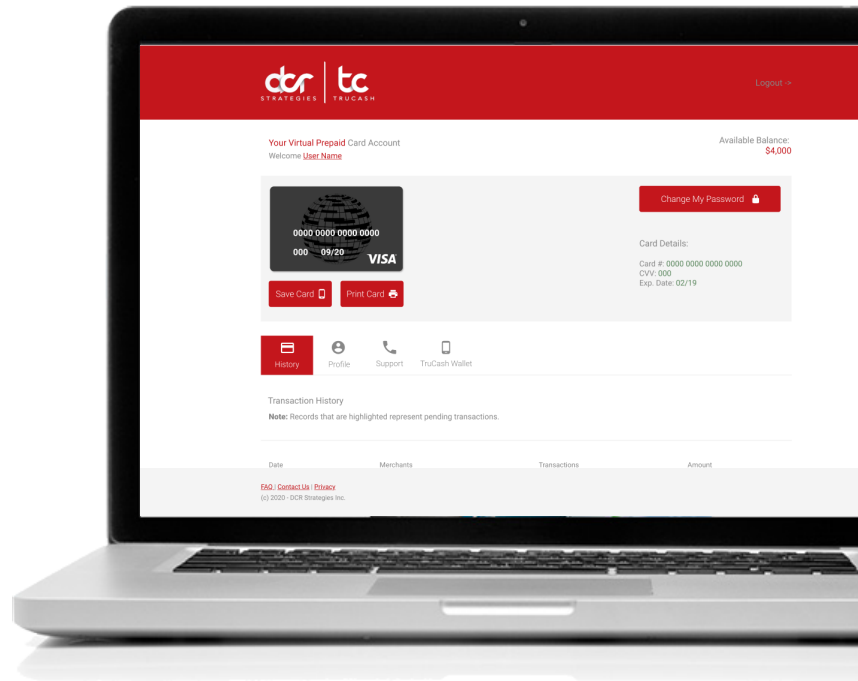 dcr tc
STRATEGIES TRUCASH
Logout ->
Your Virtual Prepaid Card Account
Welcome User Name
Available Balance:
$4,000
0000 0000 0000 0000
000 09/20 VISA
Save Card Print Card
Change My Password
Card Details:
Card #: 0000 0000 0000 0000
CVV: 000
Exp. Date: 02/19
History Profile Support TruCash Wallet
Transaction History
Note: Records that are highlighted represent pending transactions.
Date Merchants Transactions Amount
FAQ | Contact Us | Privacy
(c) 2020 - DCR Strategies Inc.